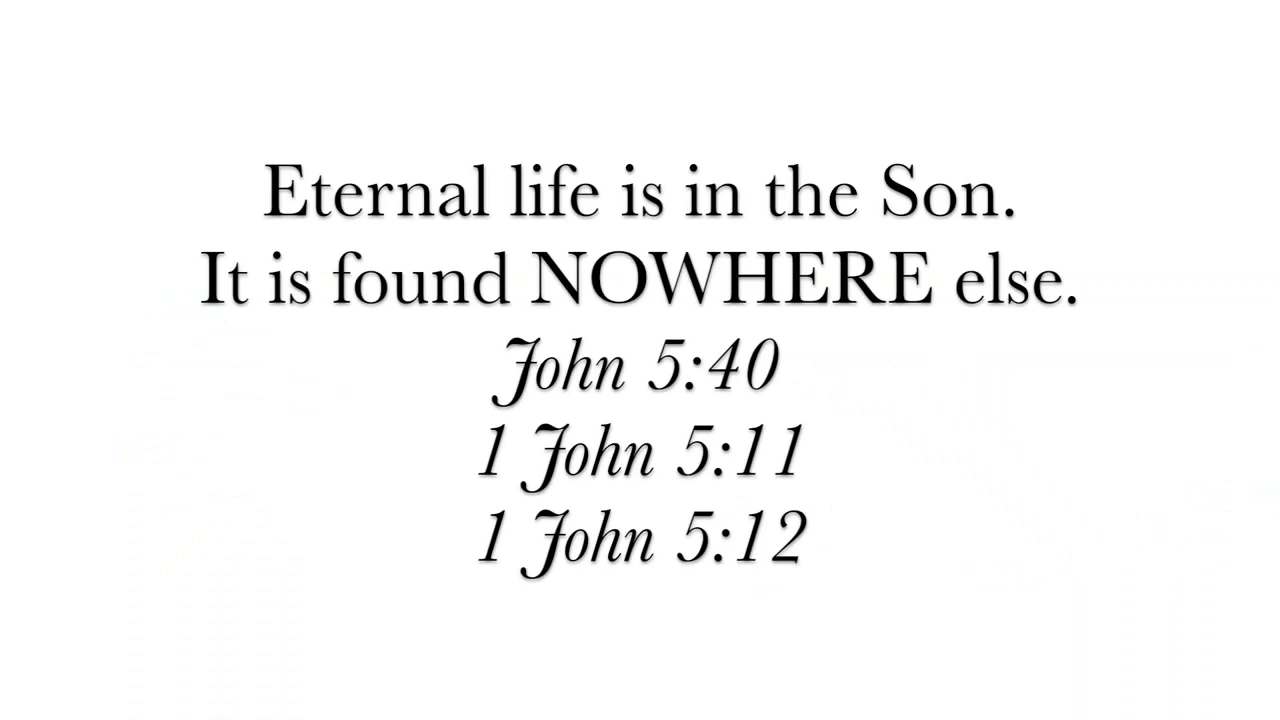 Eternal life is in the Son.
It is found NOWHERE else.
John 5:40
1 John 5:11
1 John 5:12